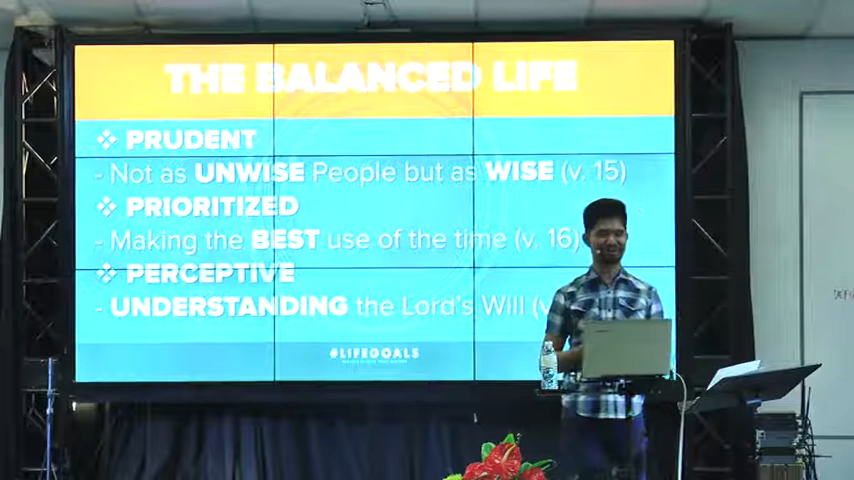 THE BALANCED LIFE
❖ PRUDENT
- Not as UNWISE People but as WISE (v. 15)
❖ PRIORITIZED
- Making the BEST use of the time (v. 16)
❖ PERCEPTIVE
- UNDERSTANDING the Lord's Will (v
#LIFEGOALS